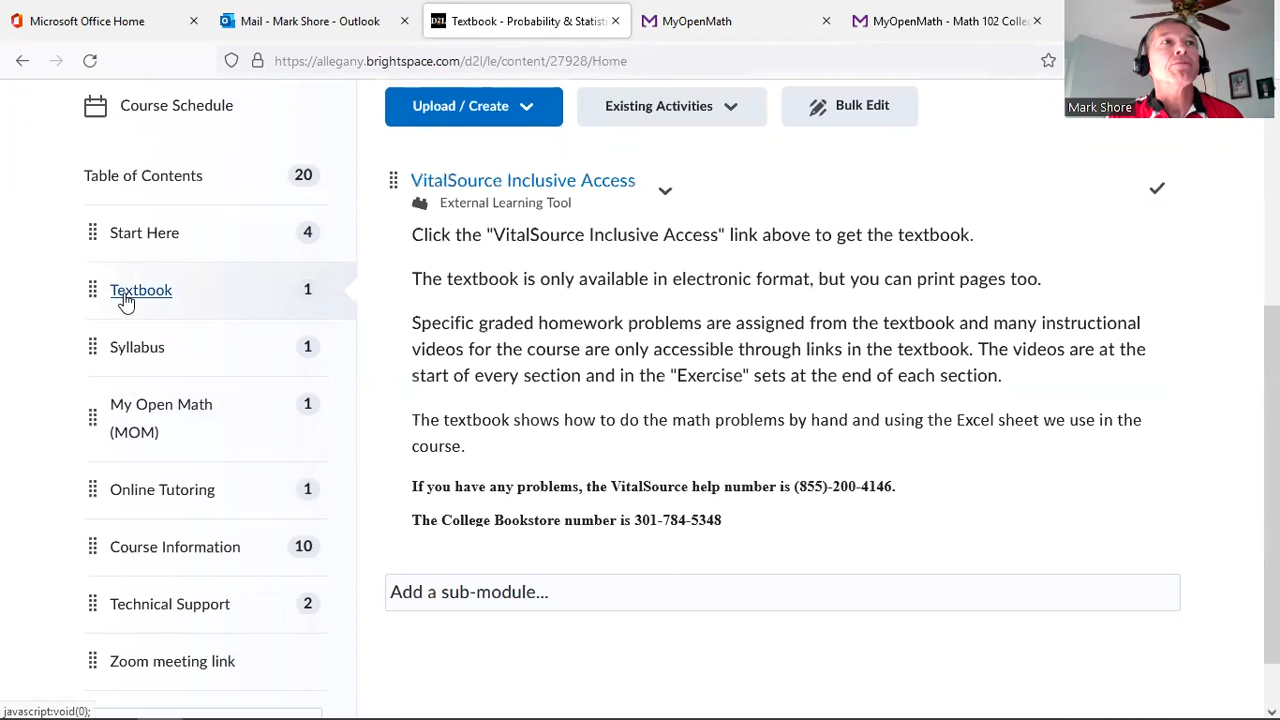 Microsoft Office Home
Mail - Mark Shore - Outlook
D2L
Textbook - Probability & Statist
MyOpenMath
MyOpenMath - Math 102 Colle
https://allegany.brightspace.com/d2l/le/content/27928/Home
Mark Shore
Course Schedule
Table of Contents 20
Start Here 4
Textbook 1
Syllabus 1
My Open Math 1
(MOM)
Online Tutoring 1
Course Information 10
Technical Support 2
Zoom meeting link
Upload / Create
Existing Activities
Bulk Edit
VitalSource Inclusive Access
External Learning Tool
Click the "VitalSource Inclusive Access" link above to get the textbook.
The textbook is only available in electronic format, but you can print pages too.
Specific graded homework problems are assigned from the textbook and many instructional
videos for the course are only accessible through links in the textbook. The videos are at the
start of every section and in the "Exercise" sets at the end of each section.
The textbook shows how to do the math problems by hand and using the Excel sheet we use in the
course.
If you have any problems, the VitalSource help number is (855)-200-4146.
The College Bookstore number is 301-784-5348
Add a sub-module...
javascript:void(0);